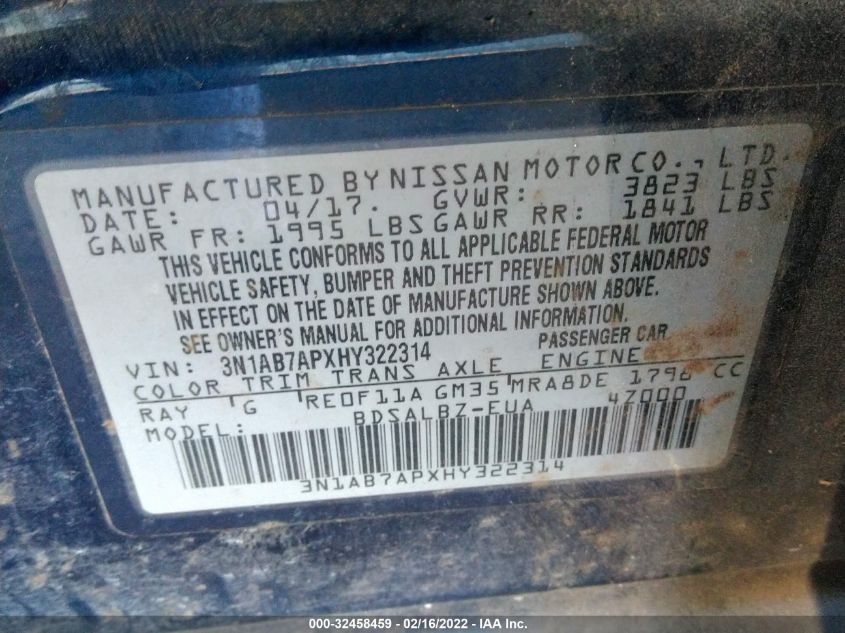 MANUFACTURED BY NISSAN MOTOR CO., LTD.
DATE: 04/17. GVWR: 3823 LBS
GAWR FR: 1995 LBS GAWR RR: 1841 LBS
THIS VEHICLE CONFORMS TO ALL APPLICABLE FEDERAL MOTOR
VEHICLE SAFETY, BUMPER AND THEFT PREVENTION STANDARDS
IN EFFECT ON THE DATE OF MANUFACTURE SHOWN ABOVE.
SEE OWNER'S MANUAL FOR ADDITIONAL INFORMATION.
VIN: 3N1AB7APXHY322314 PASSENGER CAR
COLOR TRIM TRANS AXLE ENGINE
RAY G RE0F11A GM35 MRA8DE 1798 CC
MODEL: BDSALBZ-EUA 47000
3N1AB7APXHY322314
000-32458459 - 02/16/2022 - IAA Inc.